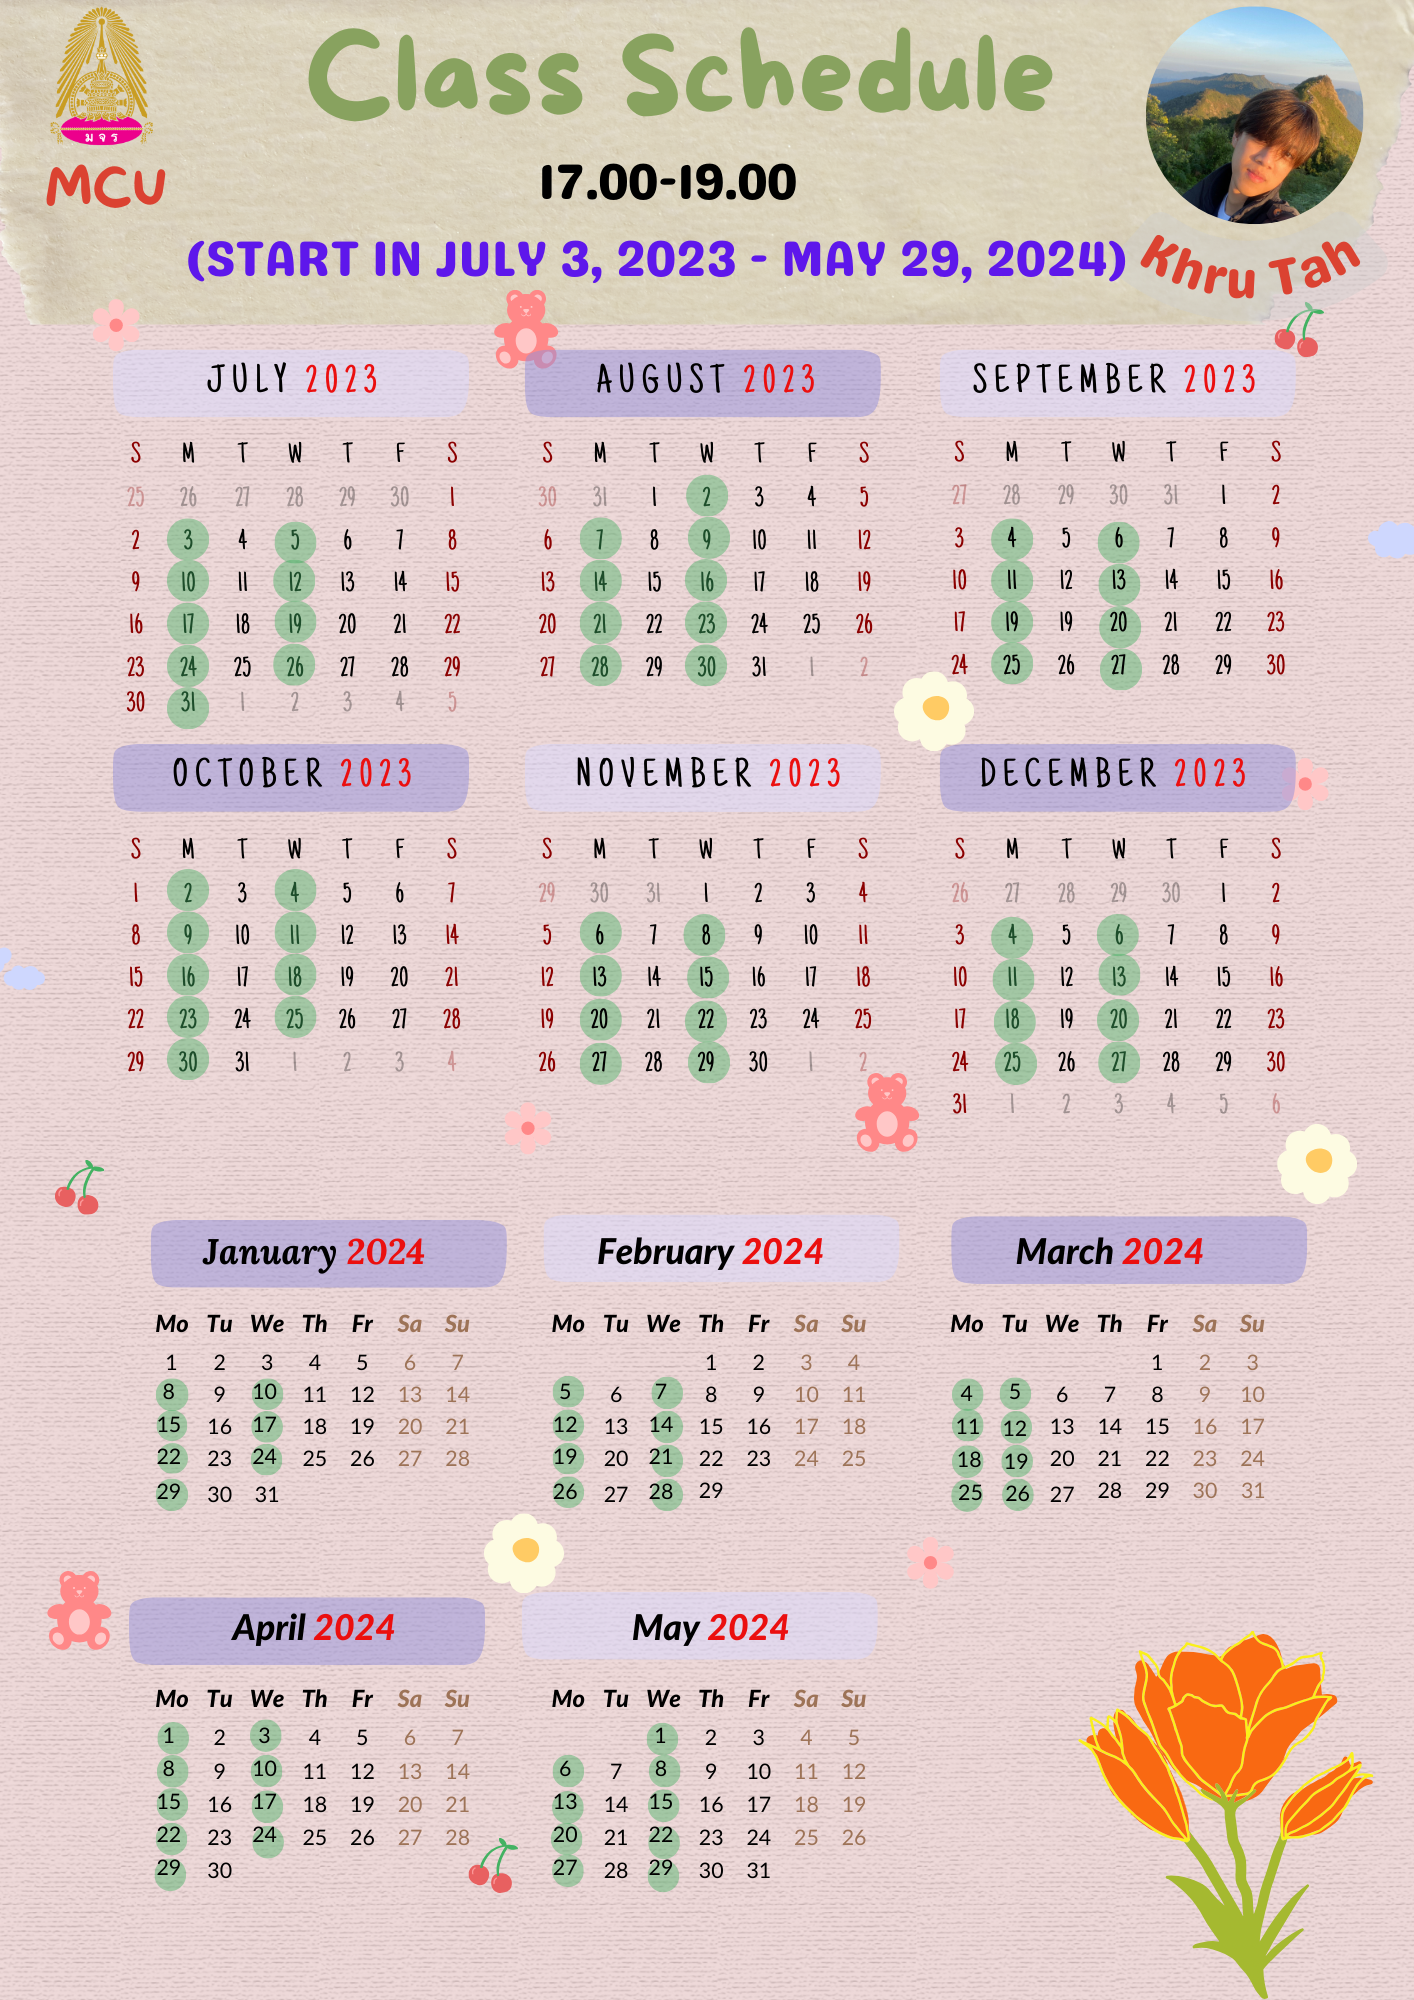 Class Schedule
มจร
MCU
17.00-19.00
(START IN JULY 3, 2023 - MAY 29, 2024)
Khru Tah
JULY 2023
S M T W T F S
25 26 27 28 29 30 1
2 3 4 5 6 7 8
9 10 11 12 13 14 15
16 17 18 19 20 21 22
23 24 25 26 27 28 29
30 31 1 2 3 4 5
AUGUST 2023
S M T W T F S
30 31 1 2 3 4 5
6 7 8 9 10 11 12
13 14 15 16 17 18 19
20 21 22 23 24 25 26
27 28 29 30 31 1 2
SEPTEMBER 2023
S M T W T F S
27 28 29 30 31 1 2
3 4 5 6 7 8 9
10 11 12 13 14 15 16
17 19 19 20 21 22 23
24 25 26 27 28 29 30
OCTOBER 2023
S M T W T F S
1 2 3 4 5 6 7
8 9 10 11 12 13 14
15 16 17 18 19 20 21
22 23 24 25 26 27 28
29 30 31 1 2 3 4
NOVEMBER 2023
S M T W T F S
29 30 31 1 2 3 4
5 6 7 8 9 10 11
12 13 14 15 16 17 18
19 20 21 22 23 24 25
26 27 28 29 30 1 2
DECEMBER 2023
S M T W T F S
26 27 28 29 30 1 2
3 4 5 6 7 8 9
10 11 12 13 14 15 16
17 18 19 20 21 22 23
24 25 26 27 28 29 30
31 1 2 3 4 5 6
January 2024
Mo Tu We Th Fr Sa Su
1 2 3 4 5 6 7
8 9 10 11 12 13 14
15 16 17 18 19 20 21
22 23 24 25 26 27 28
29 30 31
February 2024
Mo Tu We Th Fr Sa Su
1 2 3 4
5 6 7 8 9 10 11
12 13 14 15 16 17 18
19 20 21 22 23 24 25
26 27 28 29
March 2024
Mo Tu We Th Fr Sa Su
1 2 3
4 5 6 7 8 9 10
11 12 13 14 15 16 17
18 19 20 21 22 23 24
25 26 27 28 29 30 31
April 2024
Mo Tu We Th Fr Sa Su
1 2 3 4 5 6 7
8 9 10 11 12 13 14
15 16 17 18 19 20 21
22 23 24 25 26 27 28
29 30
May 2024
Mo Tu We Th Fr Sa Su
1 2 3 4 5
6 7 8 9 10 11 12
13 14 15 16 17 18 19
20 21 22 23 24 25 26
27 28 29 30 31